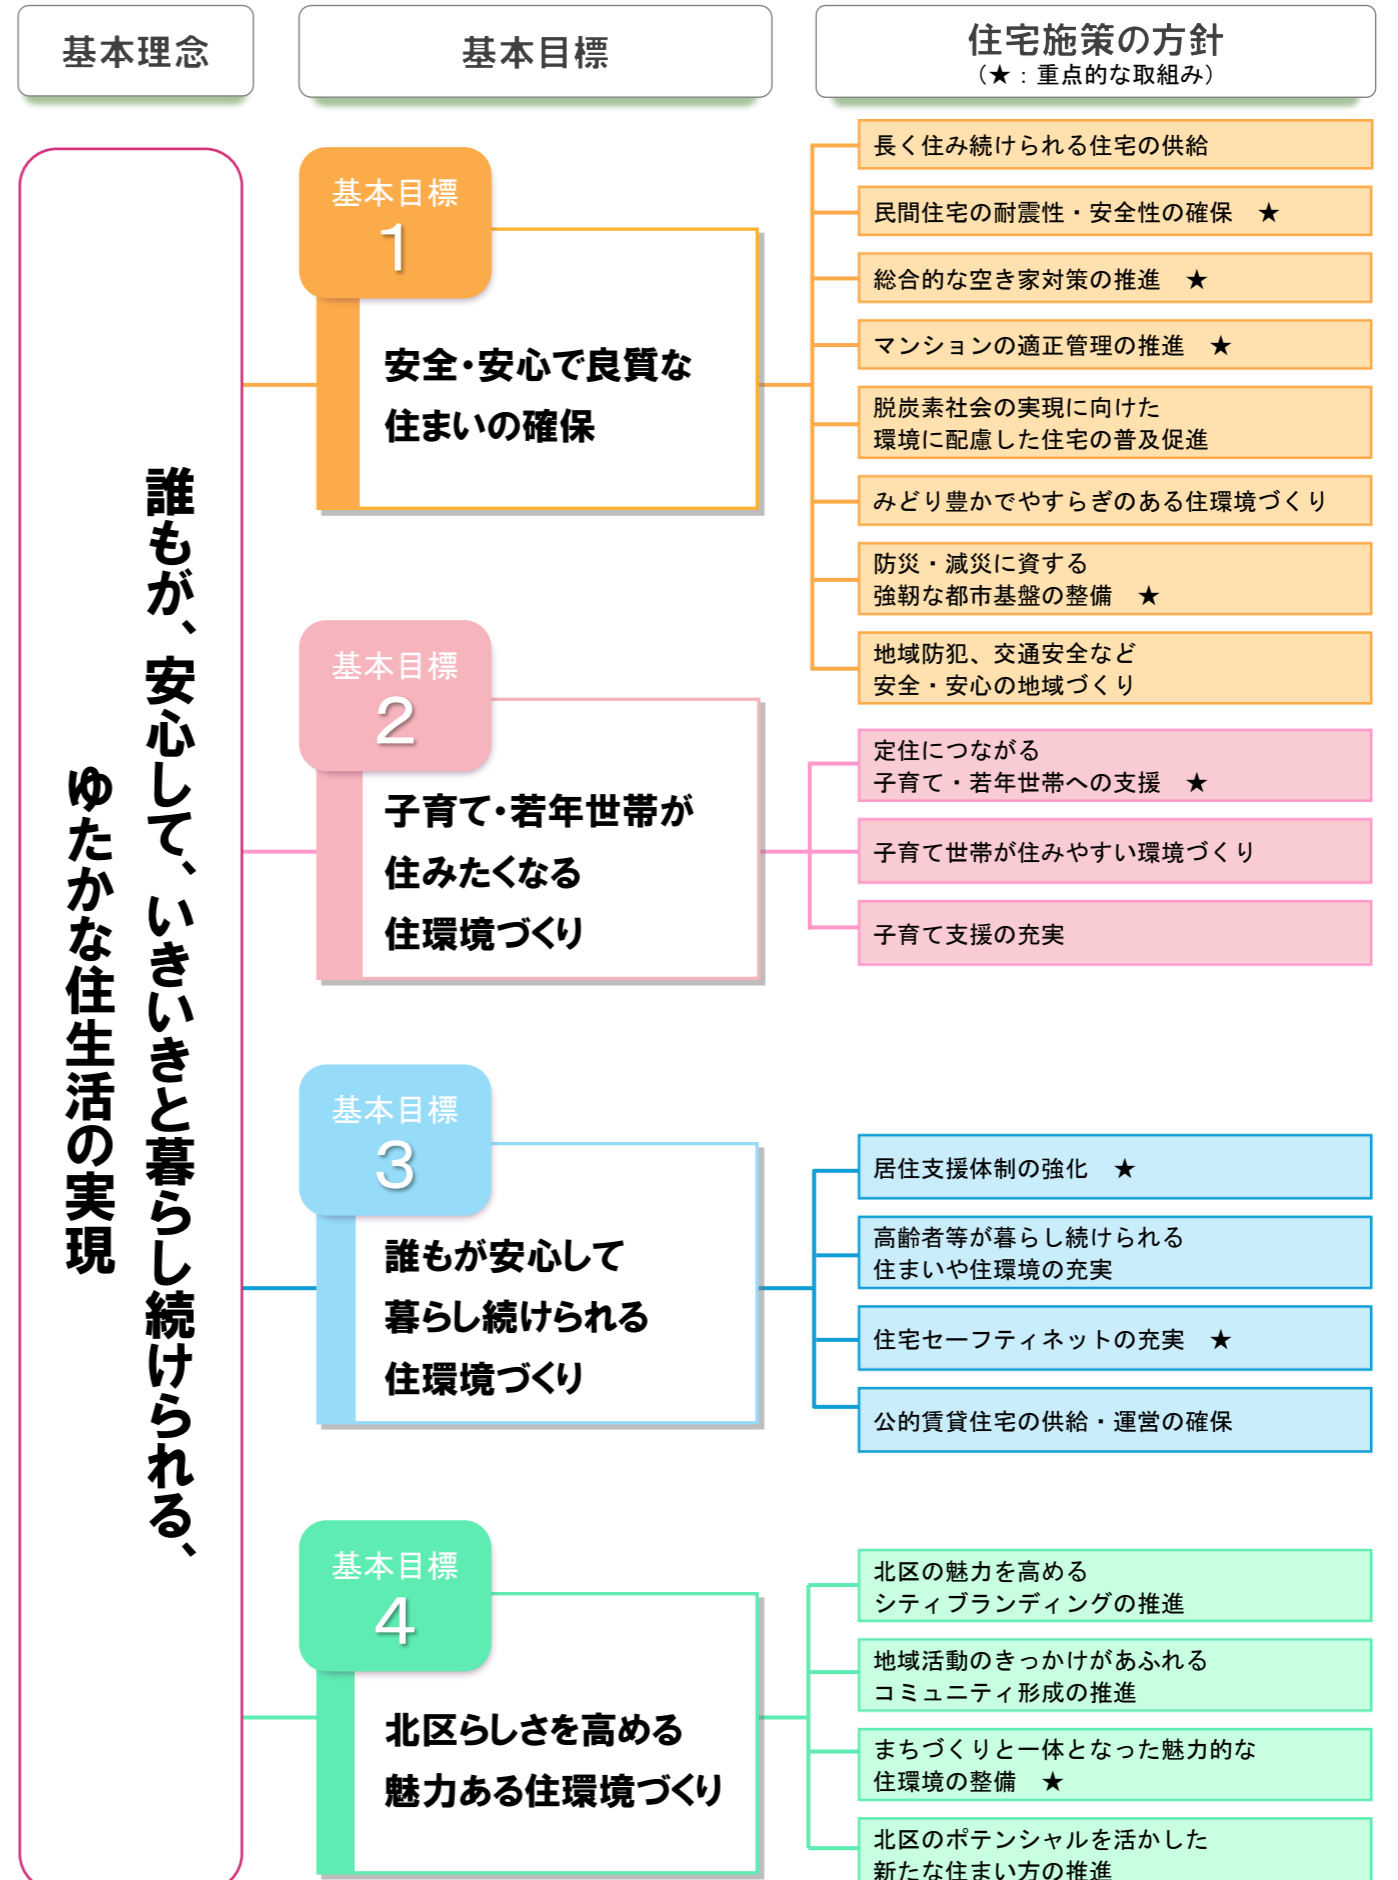 基本理念
基本目標
住宅施策の方針
（★：重点的な取組み）
誰もが、安心して、いきいきと暮らし続けられる、
ゆたかな住生活の実現
基本目標
1
安全・安心で良質な
住まいの確保
長く住み続けられる住宅の供給
民間住宅の耐震性・安全性の確保　★
総合的な空き家対策の推進　★
マンションの適正管理の推進　★
脱炭素社会の実現に向けた
環境に配慮した住宅の普及促進
みどり豊かでやすらぎのある住環境づくり
防災・減災に資する
強靭な都市基盤の整備　★
地域防犯、交通安全など
安全・安心の地域づくり
基本目標
2
子育て・若年世帯が
住みたくなる
住環境づくり
定住につながる
子育て・若年世帯への支援　★
子育て世帯が住みやすい環境づくり
子育て支援の充実
基本目標
3
誰もが安心して
暮らし続けられる
住環境づくり
居住支援体制の強化　★
高齢者等が暮らし続けられる
住まいや住環境の充実
住宅セーフティネットの充実　★
公的賃貸住宅の供給・運営の確保
基本目標
4
北区らしさを高める
魅力ある住環境づくり
北区の魅力を高める
シティブランディングの推進
地域活動のきっかけがあふれる
コミュニティ形成の推進
まちづくりと一体となった魅力的な
住環境の整備　★
北区のポテンシャルを活かした
新たな住まい方の推進